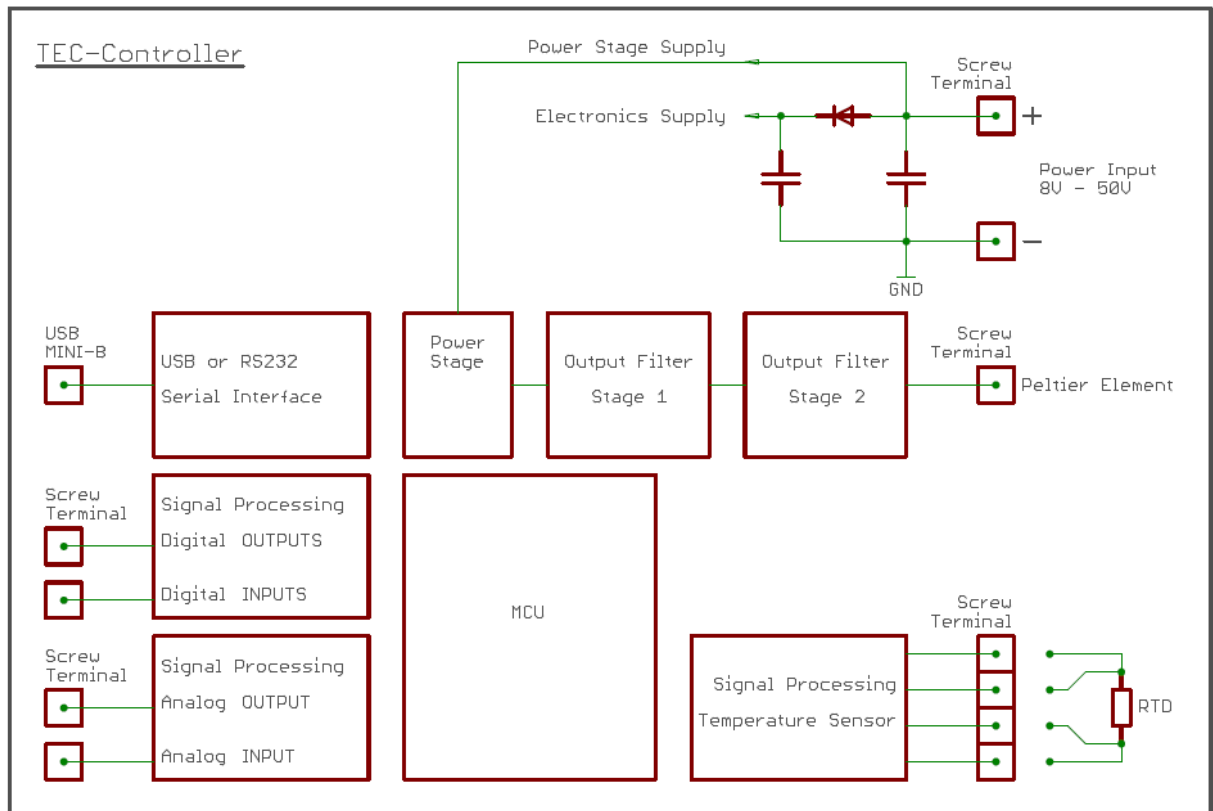 TEC-Controller
Power Stage Supply
Screw
Terminal
Electronics Supply
+
Power Input
8V - 50V
-
GND
USB
MINI-B
USB or RS232
Serial Interface
Power
Stage
Output Filter
Stage 1
Output Filter
Stage 2
Screw
Terminal
Peltier Element
Screw
Terminal
Signal Processing
Digital OUTPUTS
Digital INPUTS
MCU
Screw
Terminal
Signal Processing
Analog OUTPUT
Analog INPUT
Screw
Terminal
Signal Processing
Temperature Sensor
RTD